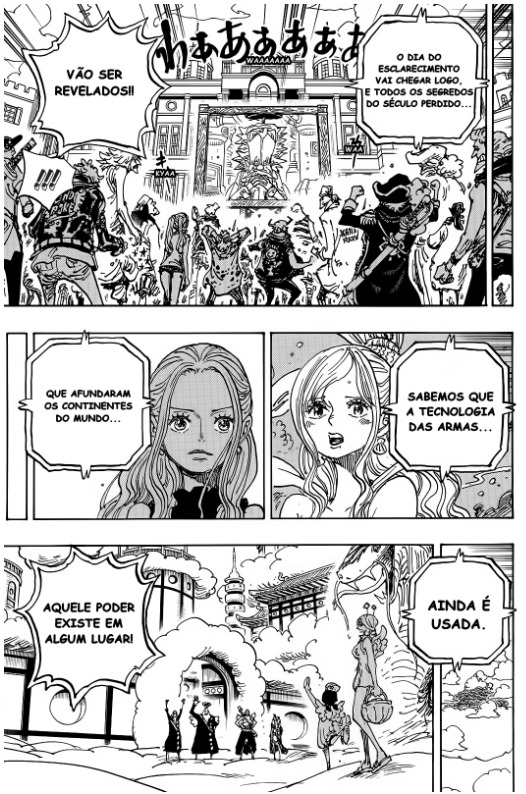 O DIA DO
ESCLARECIMENTO
VAI CHEGAR LOGO,
E TODOS OS SEGREDOS
DO SÉCULO PERDIDO...
わぁああああぁ
WAAAAAAA
VÃO SER
REVELADOS!!
KYAA
!!!
SABEMOS QUE
A TECNOLOGIA
DAS ARMAS...
QUE AFUNDARAM
OS CONTINENTES
DO MUNDO...
AINDA É
USADA.
AQUELE PODER
EXISTE EM
ALGUM LUGAR!